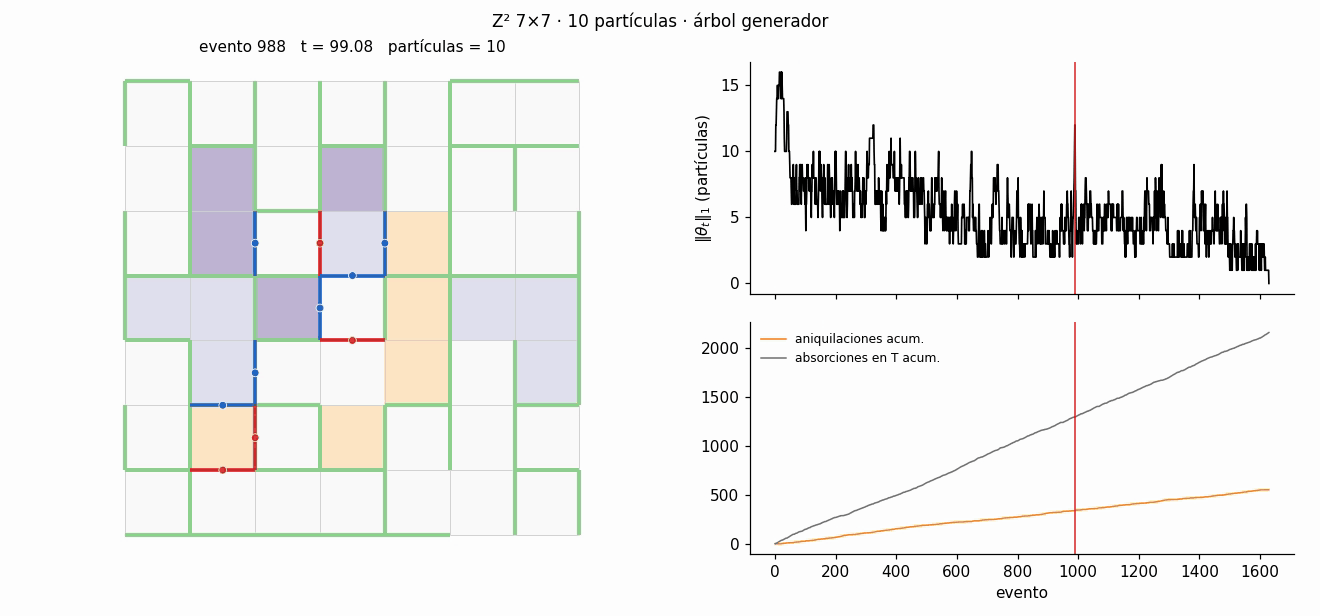 Z² 7×7 · 10 partículas · árbol generador
evento 988   t = 99.08   partículas = 10
‖θₜ‖₁ (partículas)
15
10
5
0
aniquilaciones acum.
absorciones en T acum.
2000
1500
1000
500
0
0 200 400 600 800 1000 1200 1400 1600
evento